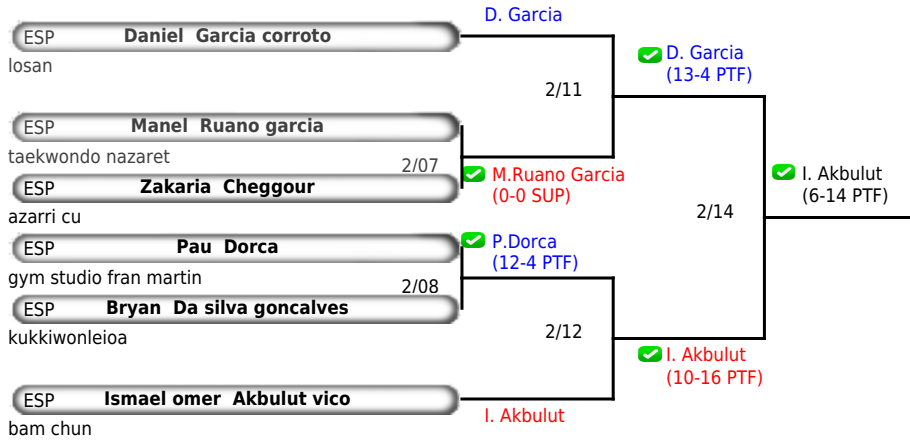 D. Garcia
ESP Daniel Garcia corroto
losan
D. Garcia
(13-4 PTF)
2/11
ESP Manel Ruano garcia
taekwondo nazaret
2/07
M.Ruano Garcia
(0-0 SUP)
ESP Zakaria Cheggour
azarri cu
I. Akbulut
(6-14 PTF)
2/14
ESP Pau Dorca
gym studio fran martin
P.Dorca
(12-4 PTF)
2/08
ESP Bryan Da silva goncalves
kukkiwonleioa
2/12
I. Akbulut
(10-16 PTF)
ESP Ismael omer Akbulut vico
bam chun
I. Akbulut